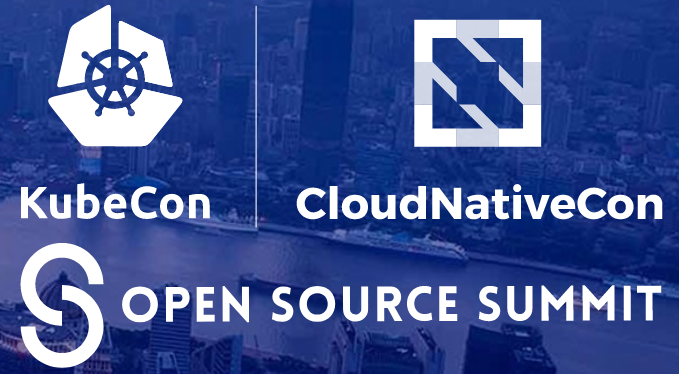 KubeCon
CloudNativeCon
OPEN SOURCE SUMMIT